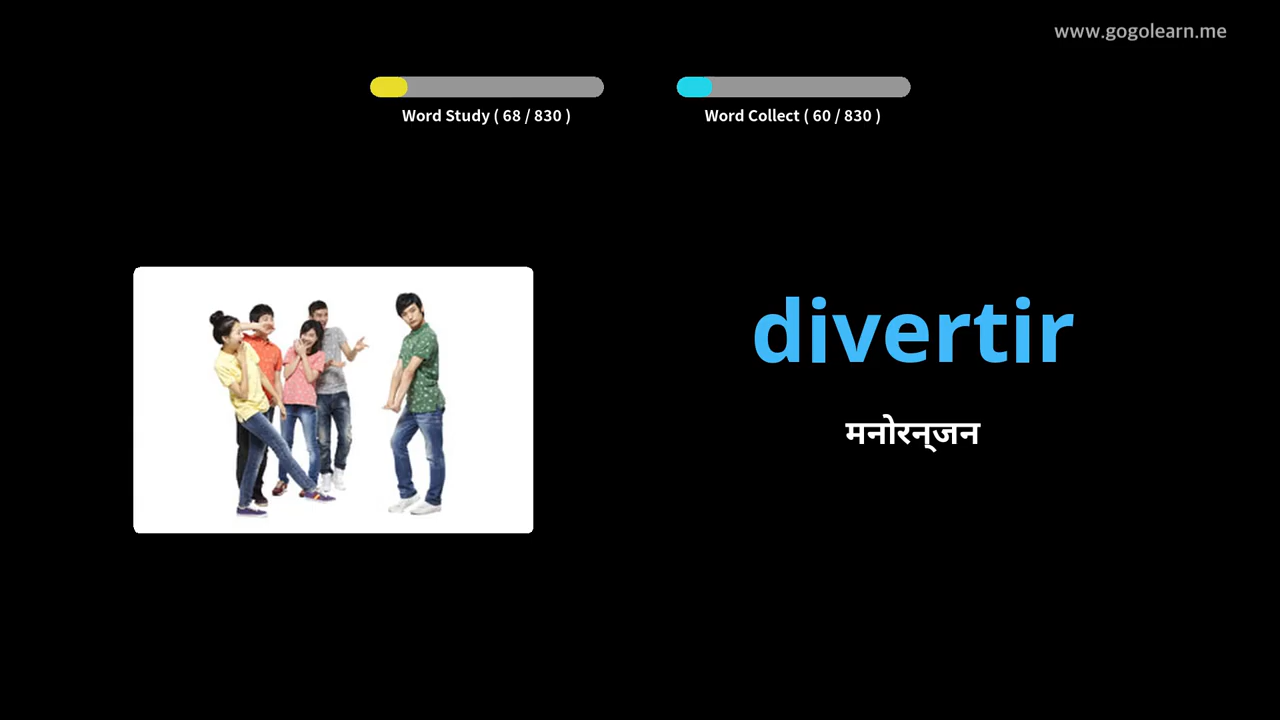 www.gogolearn.me
Word Study ( 68 / 830 )
Word Collect ( 60 / 830 )
divertir
मनोरन्जन